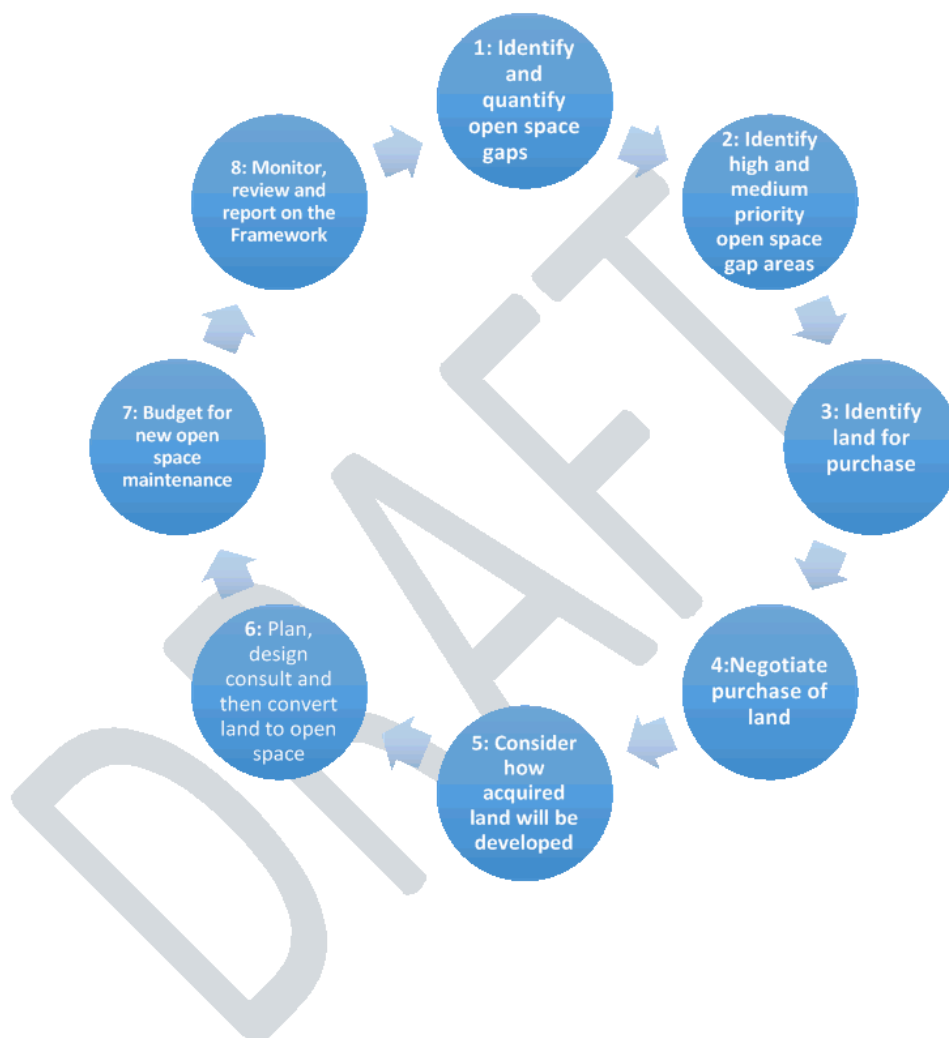 1: Identify
and
quantify
open space
gaps
2: Identify
high and
medium
priority
open space
gap areas
3: Identify
land for
purchase
4:Negotiate
purchase of
land
5: Consider
how
acquired
land will be
developed
6: Plan,
design
consult and
then convert
land to open
space
7: Budget for
new open
space
maintenance
8: Monitor,
review and
report on the
Framework
DRAFT